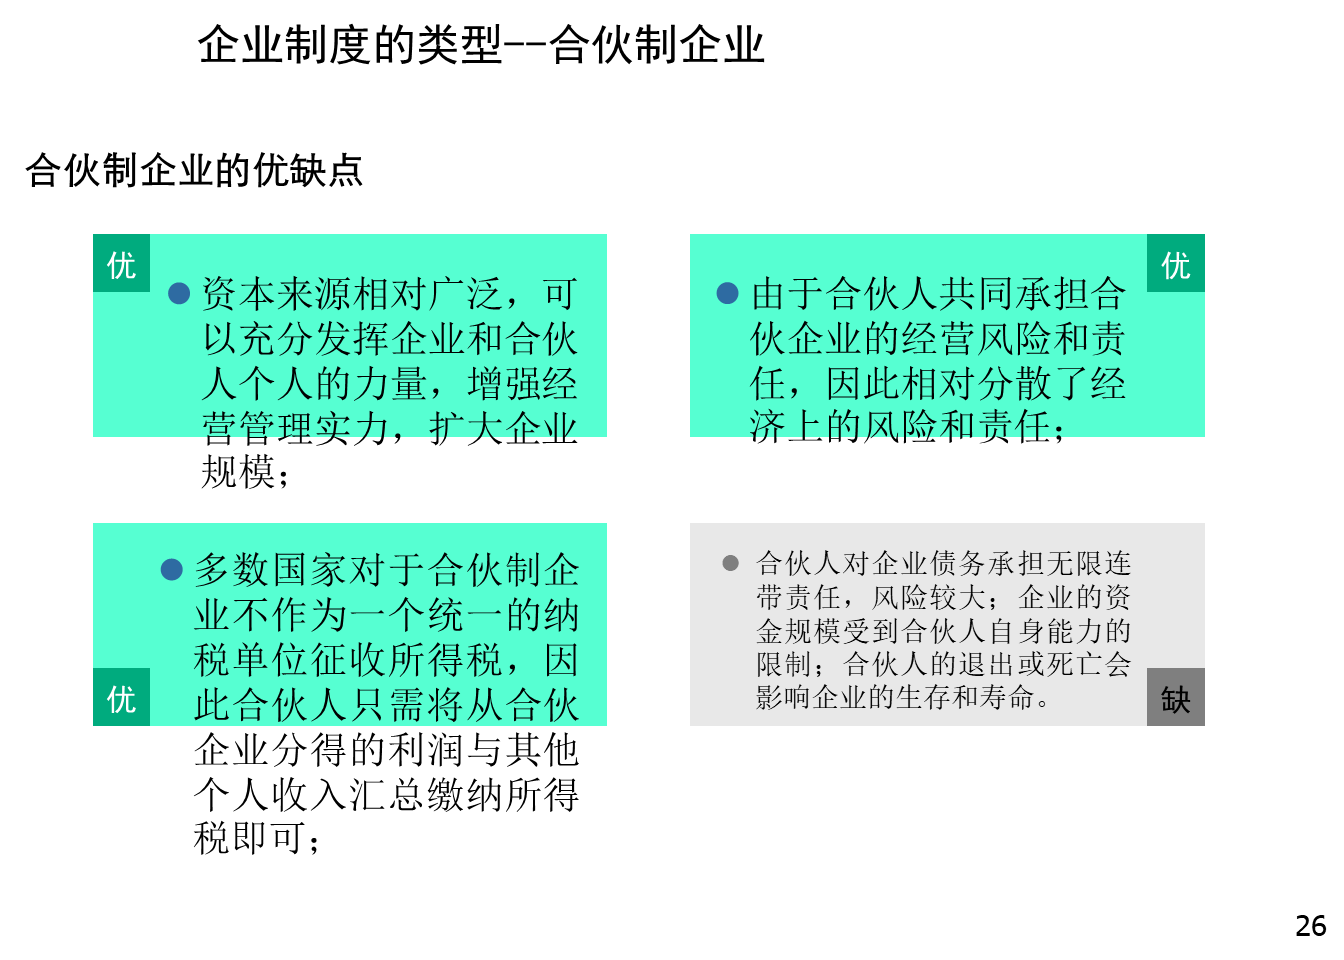 企业制度的类型--合伙制企业
合伙制企业的优缺点
优
● 资本来源相对广泛，可
以充分发挥企业和合伙
人个人的力量，增强经
营管理实力，扩大企业
规模；
优
● 由于合伙人共同承担合
伙企业的经营风险和责
任，因此相对分散了经
济上的风险和责任；
优
● 多数国家对于合伙制企
业不作为一个统一的纳
税单位征收所得税，因
此合伙人只需将从合伙
企业分得的利润与其他
个人收入汇总缴纳所得
税即可；
● 合伙人对企业债务承担无限连
带责任，风险较大；企业的资
金规模受到合伙人自身能力的
限制；合伙人的退出或死亡会
影响企业的生存和寿命。
缺
26